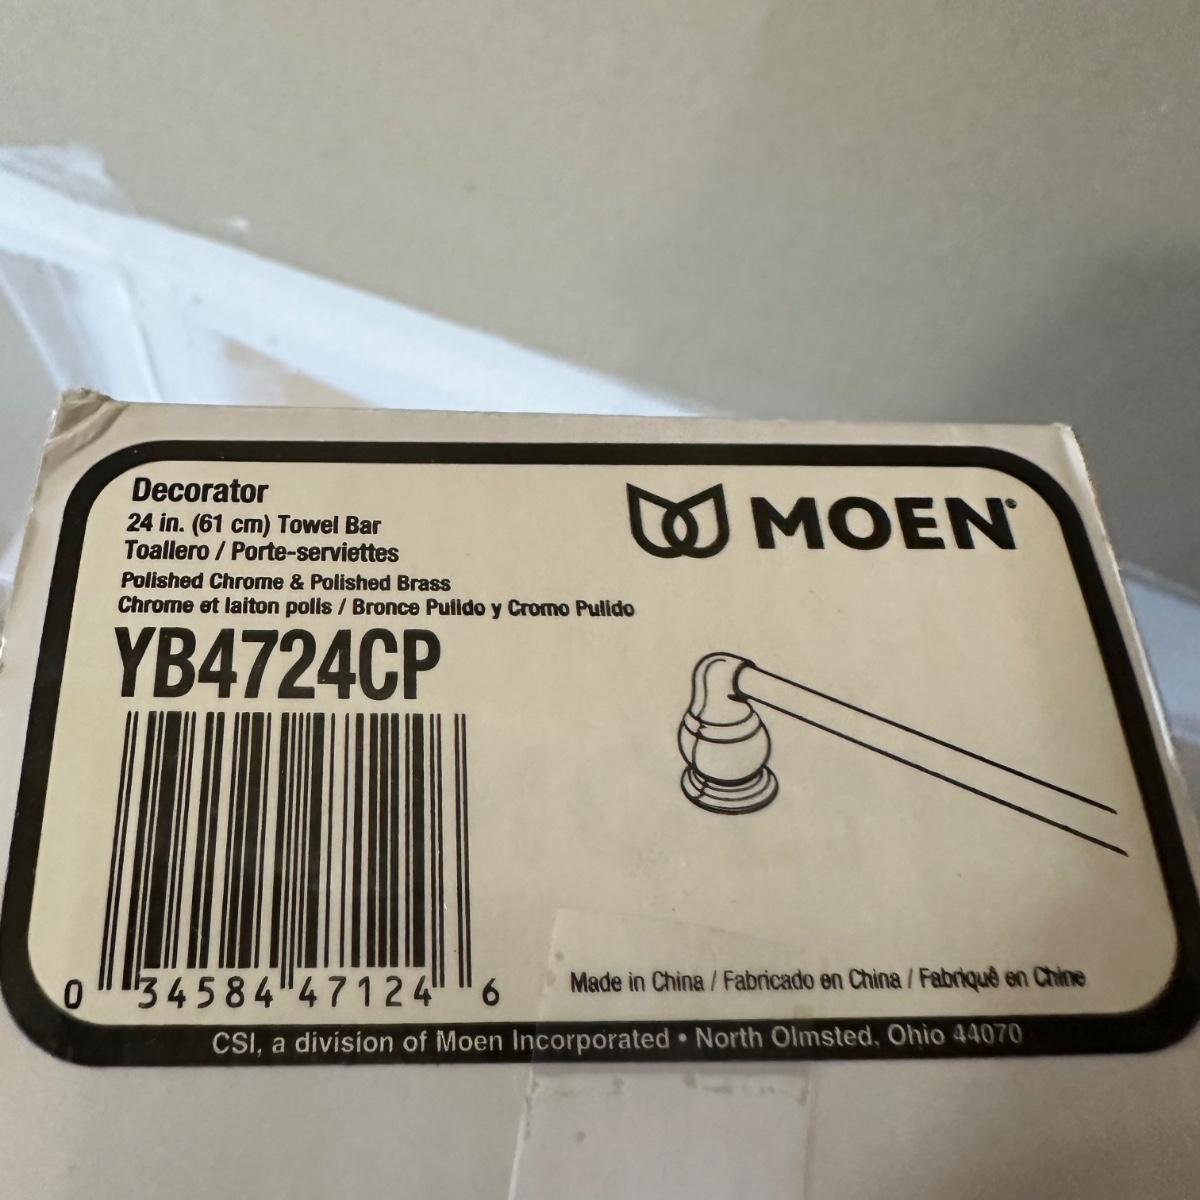 Decorator
24 in. (61 cm) Towel Bar
Toallero / Porte-serviettes
Polished Chrome & Polished Brass
Chrome et laiton polis / Bronce Pulido y Cromo Pulido
YB4724CP
0 34584 47124 6
MOEN®
Made in China / Fabricado en China / Fabriquê en Chine
CSI, a division of Moen Incorporated • North Olmsted, Ohio 44070